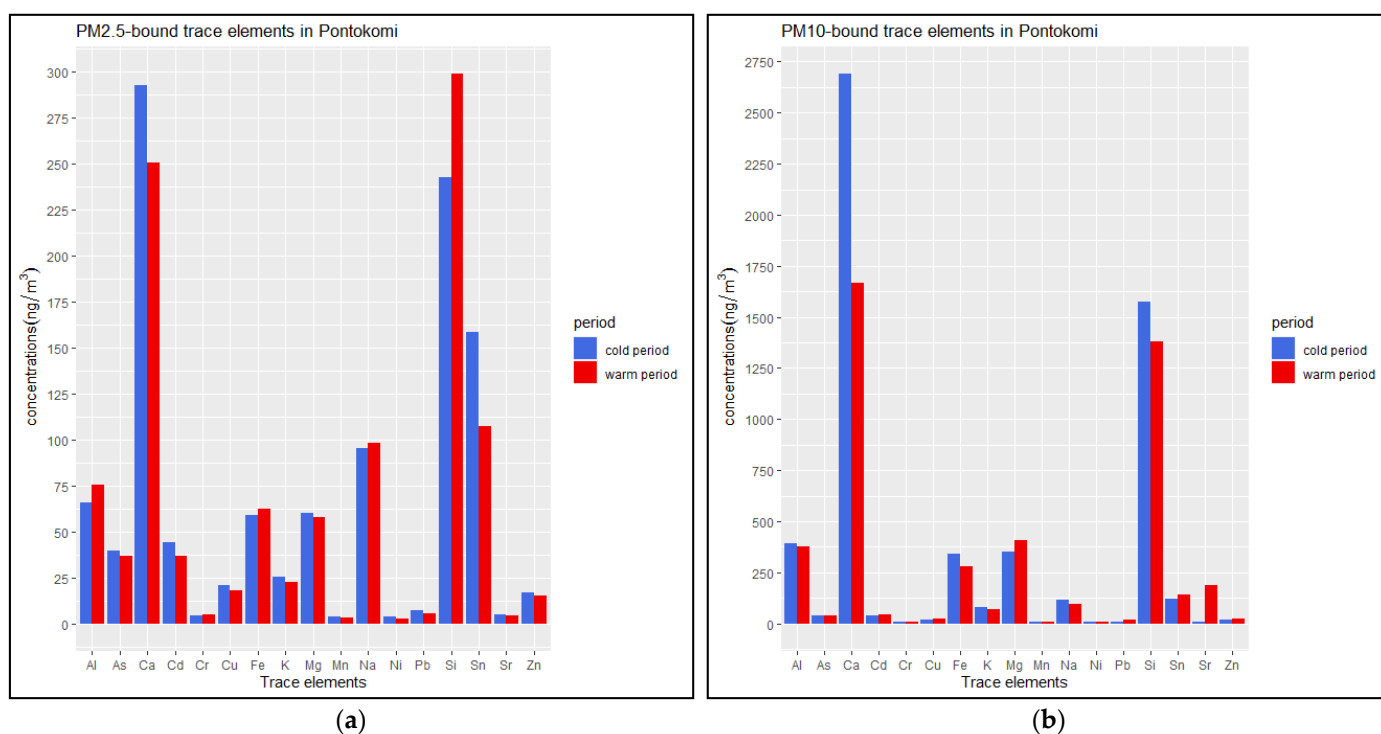 PM2.5-bound trace elements in Pontokomi
300
275
250
225
200
175
150
125
100
75
50
25
0
concentrations(ng/m³)
Al As Ca Cd Cr Cu Fe K Mg Mn Na Ni Pb Si Sn Sr Zn
Trace elements
period
cold period
warm period
(a)
PM10-bound trace elements in Pontokomi
2750
2500
2250
2000
1750
1500
1250
1000
750
500
250
0
concentrations(ng/m³)
Al As Ca Cd Cr Cu Fe K Mg Mn Na Ni Pb Si Sn Sr Zn
Trace elements
period
cold period
warm period
(b)